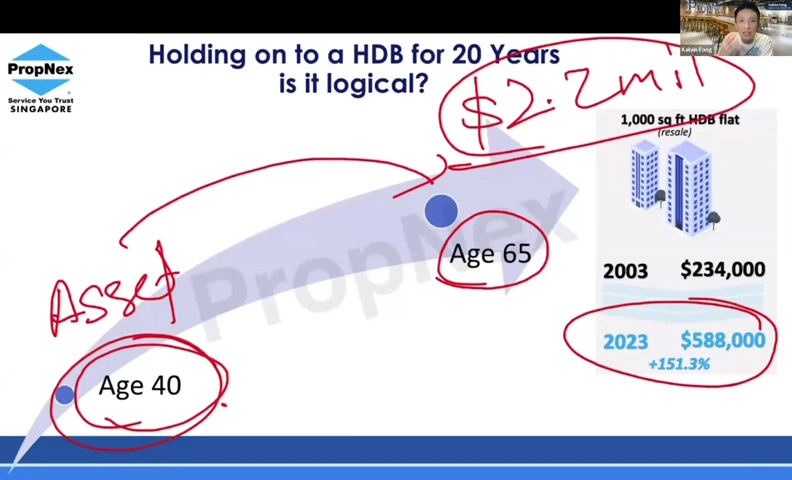 Kelvin Fong
Kelvin Fong
PropNex
Service You Trust
SINGAPORE
Holding on to a HDB for 20 Years
is it logical?
$2.2mil
1,000 sq ft HDB flat
(resale)
2003 $234,000
2023 $588,000
+151.3%
Age 65
Asset
Age 40
PropNex